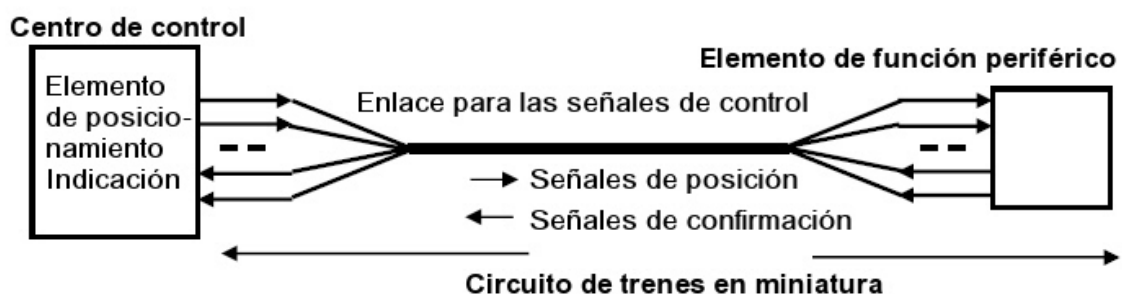 Centro de control
Elemento de función periférico
Elemento
de posicio-
namiento
Indicación
Enlace para las señales de control
Señales de posición
Señales de confirmación
Circuito de trenes en miniatura